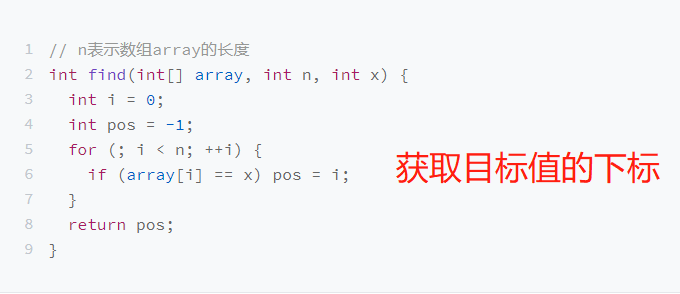 1 // n表示数组array的长度
2 int find(int[] array, int n, int x) {
3   int i = 0;
4   int pos = -1;
5   for (; i < n; ++i) {
6     if (array[i] == x) pos = i;
获取目标值的下标
7   }
8   return pos;
9 }